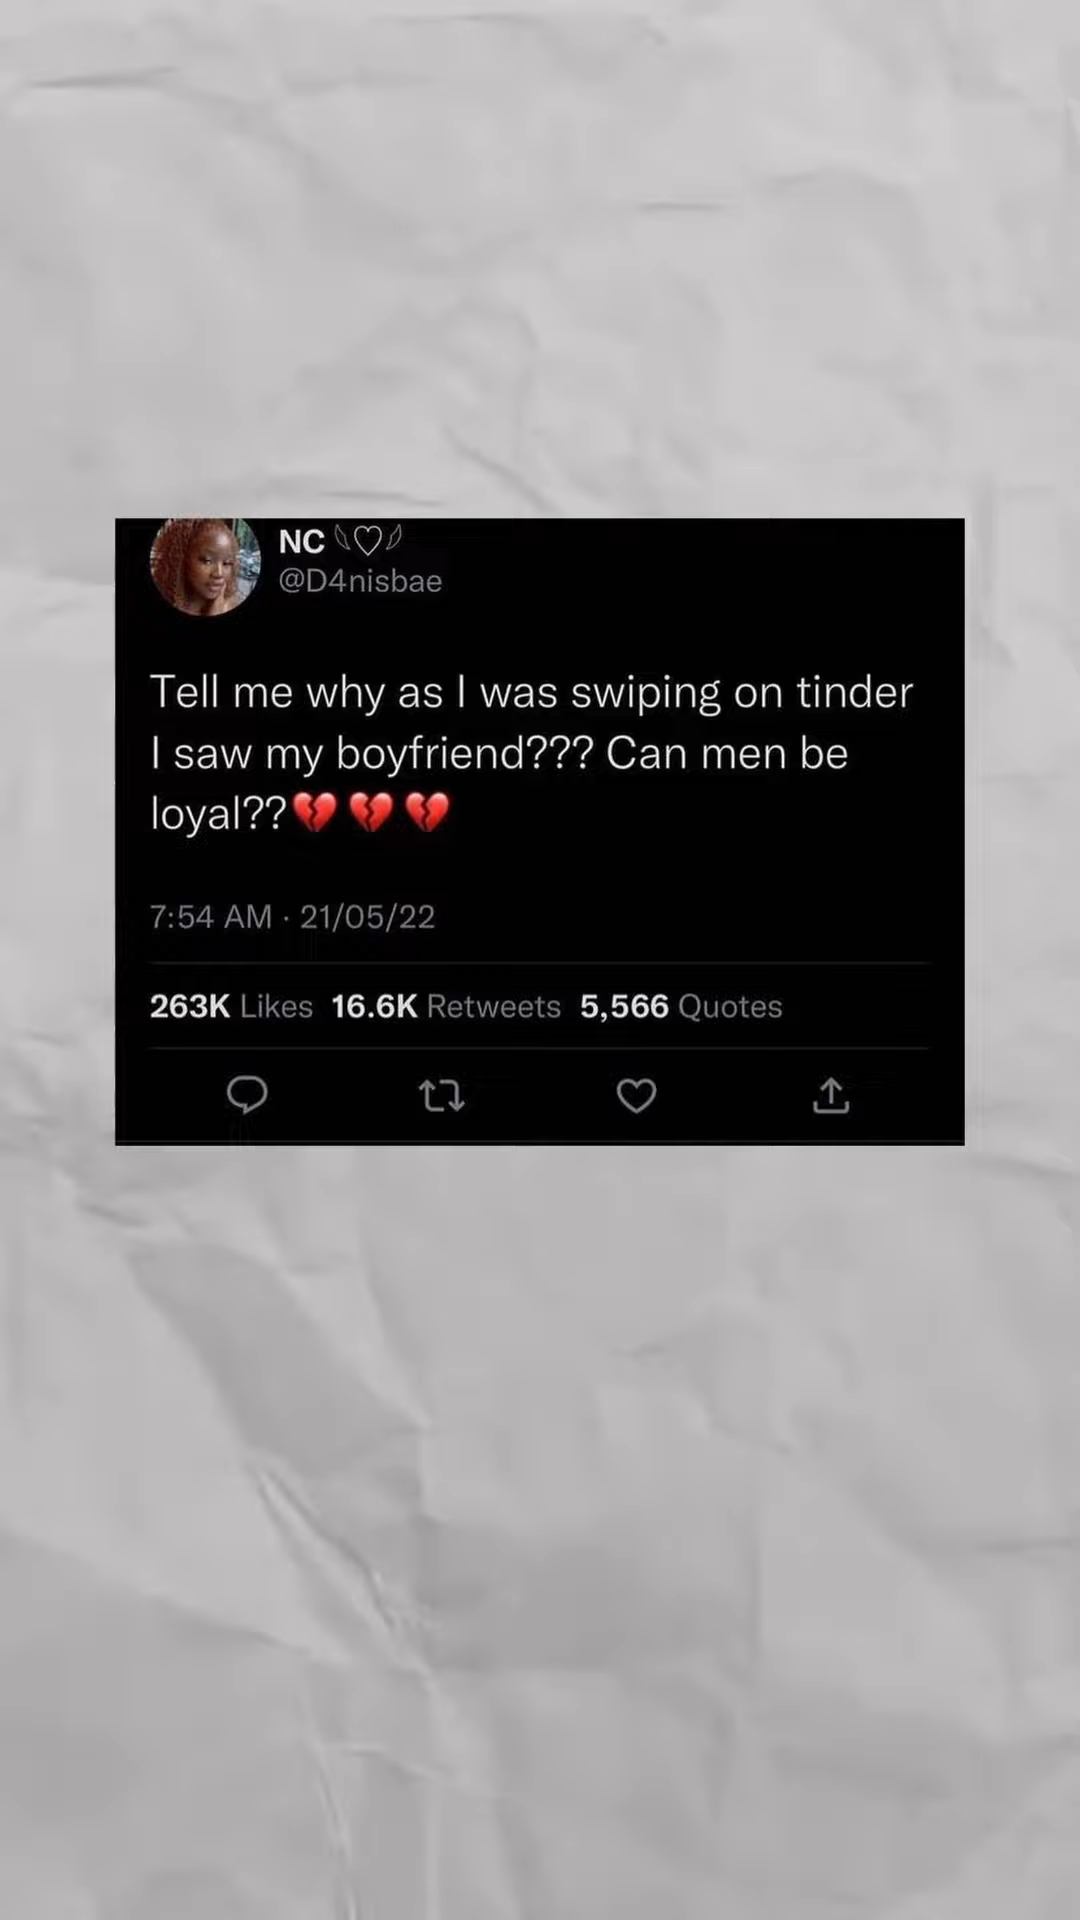 NC
@D4nisbae
Tell me why as I was swiping on tinder
I saw my boyfriend??? Can men be
loyal??💔💔💔
7:54 AM · 21/05/22
263K Likes 16.6K Retweets 5,566 Quotes